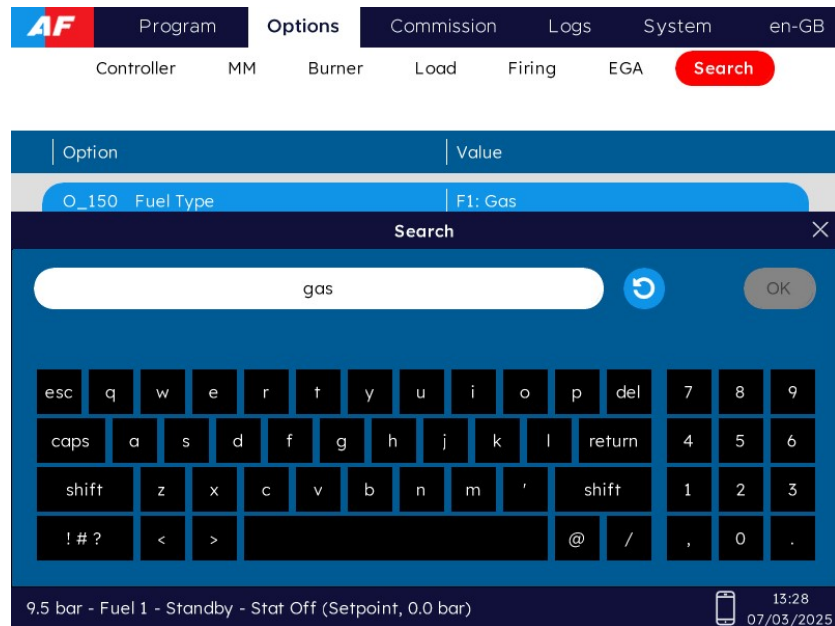 AF Program Options Commission Logs System en-GB
Controller MM Burner Load Firing EGA Search
Option Value
O_150 Fuel Type F1: Gas
Search
gas OK
esc q w e r t y u i o p del 7 8 9
caps a s d f g h j k l return 4 5 6
shift z x c v b n m ' shift 1 2 3
!#? < > @ / , 0 .
9.5 bar - Fuel 1 - Standby - Stat Off (Setpoint, 0.0 bar) 13:28
07/03/2025